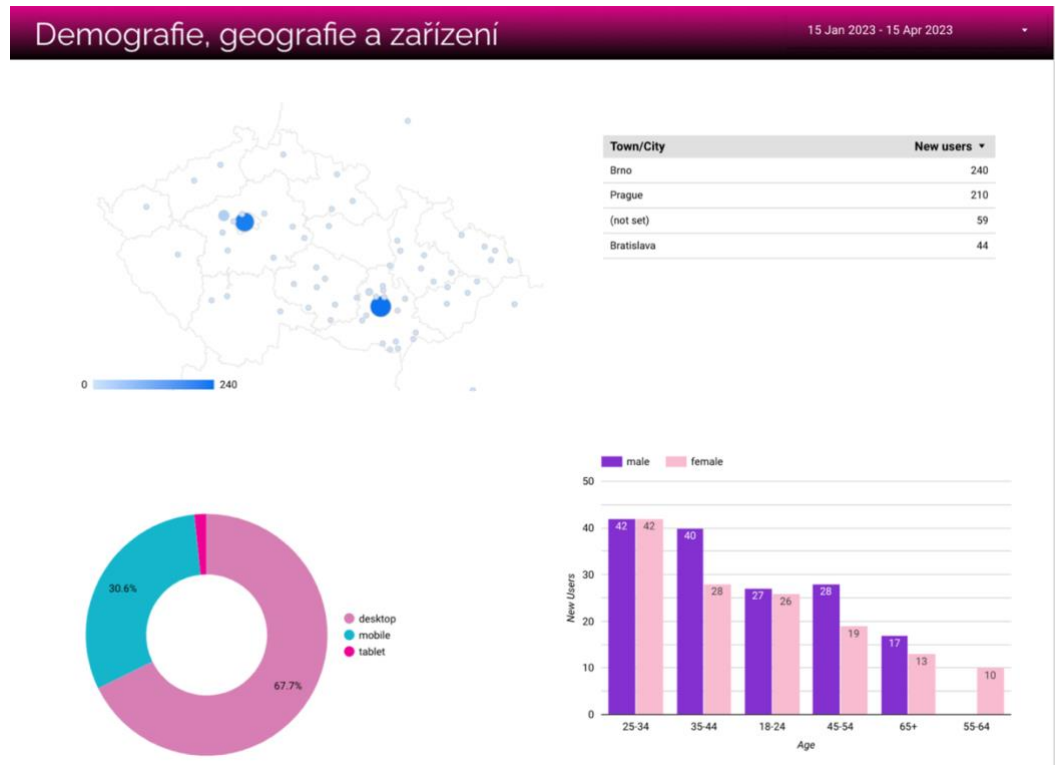 Demografie, geografie a zařízení
15 Jan 2023 - 15 Apr 2023
Town/City New users
Brno 240
Prague 210
(not set) 59
Bratislava 44
0 240
30.6%
67.7%
desktop
mobile
tablet
male female
50
40
30
20
10
0
New Users
42 42 40 28 27 26 28 19 17 13 10
25-34 35-44 18-24 45-54 65+ 55-64
Age